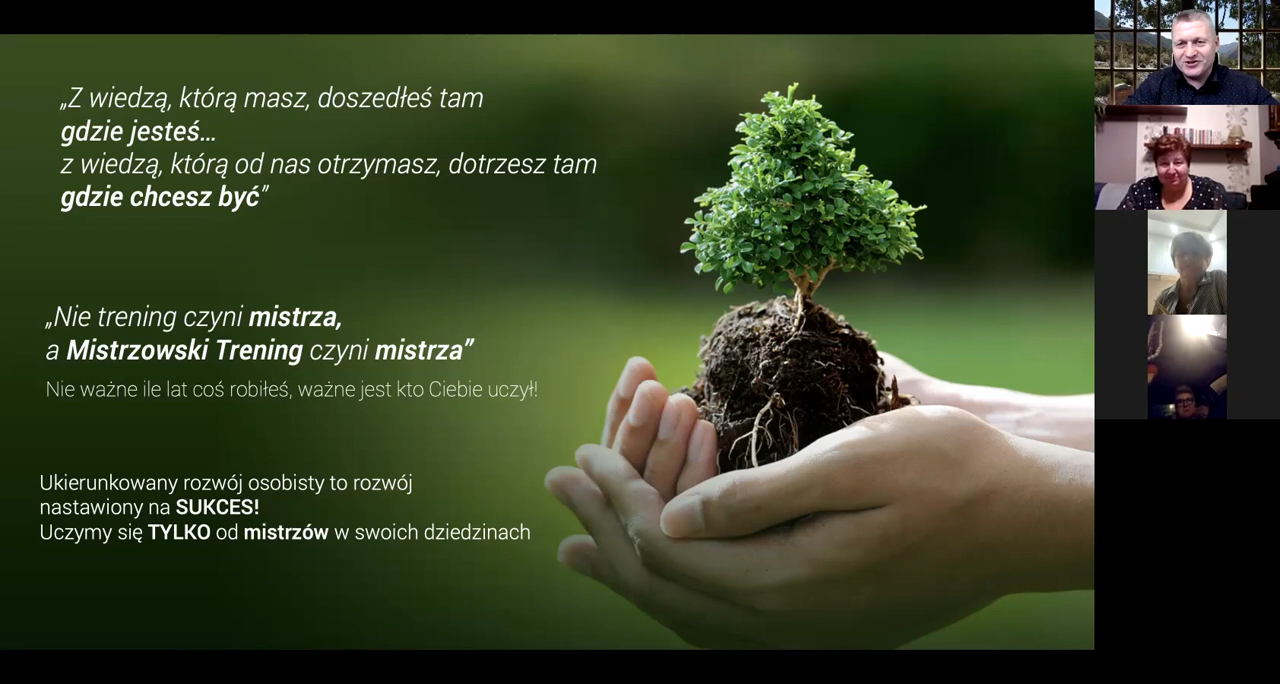 „Z wiedzą, którą masz, doszedłeś tam
gdzie jesteś...
z wiedzą, którą od nas otrzymasz, dotrzesz tam
gdzie chcesz być”
„Nie trening czyni mistrza,
a Mistrzowski Trening czyni mistrza”
Nie ważne ile lat coś robiłeś, ważne jest kto Ciebie uczył!
Ukierunkowany rozwój osobisty to rozwój
nastawiony na SUKCES!
Uczymy się TYLKO od mistrzów w swoich dziedzinach